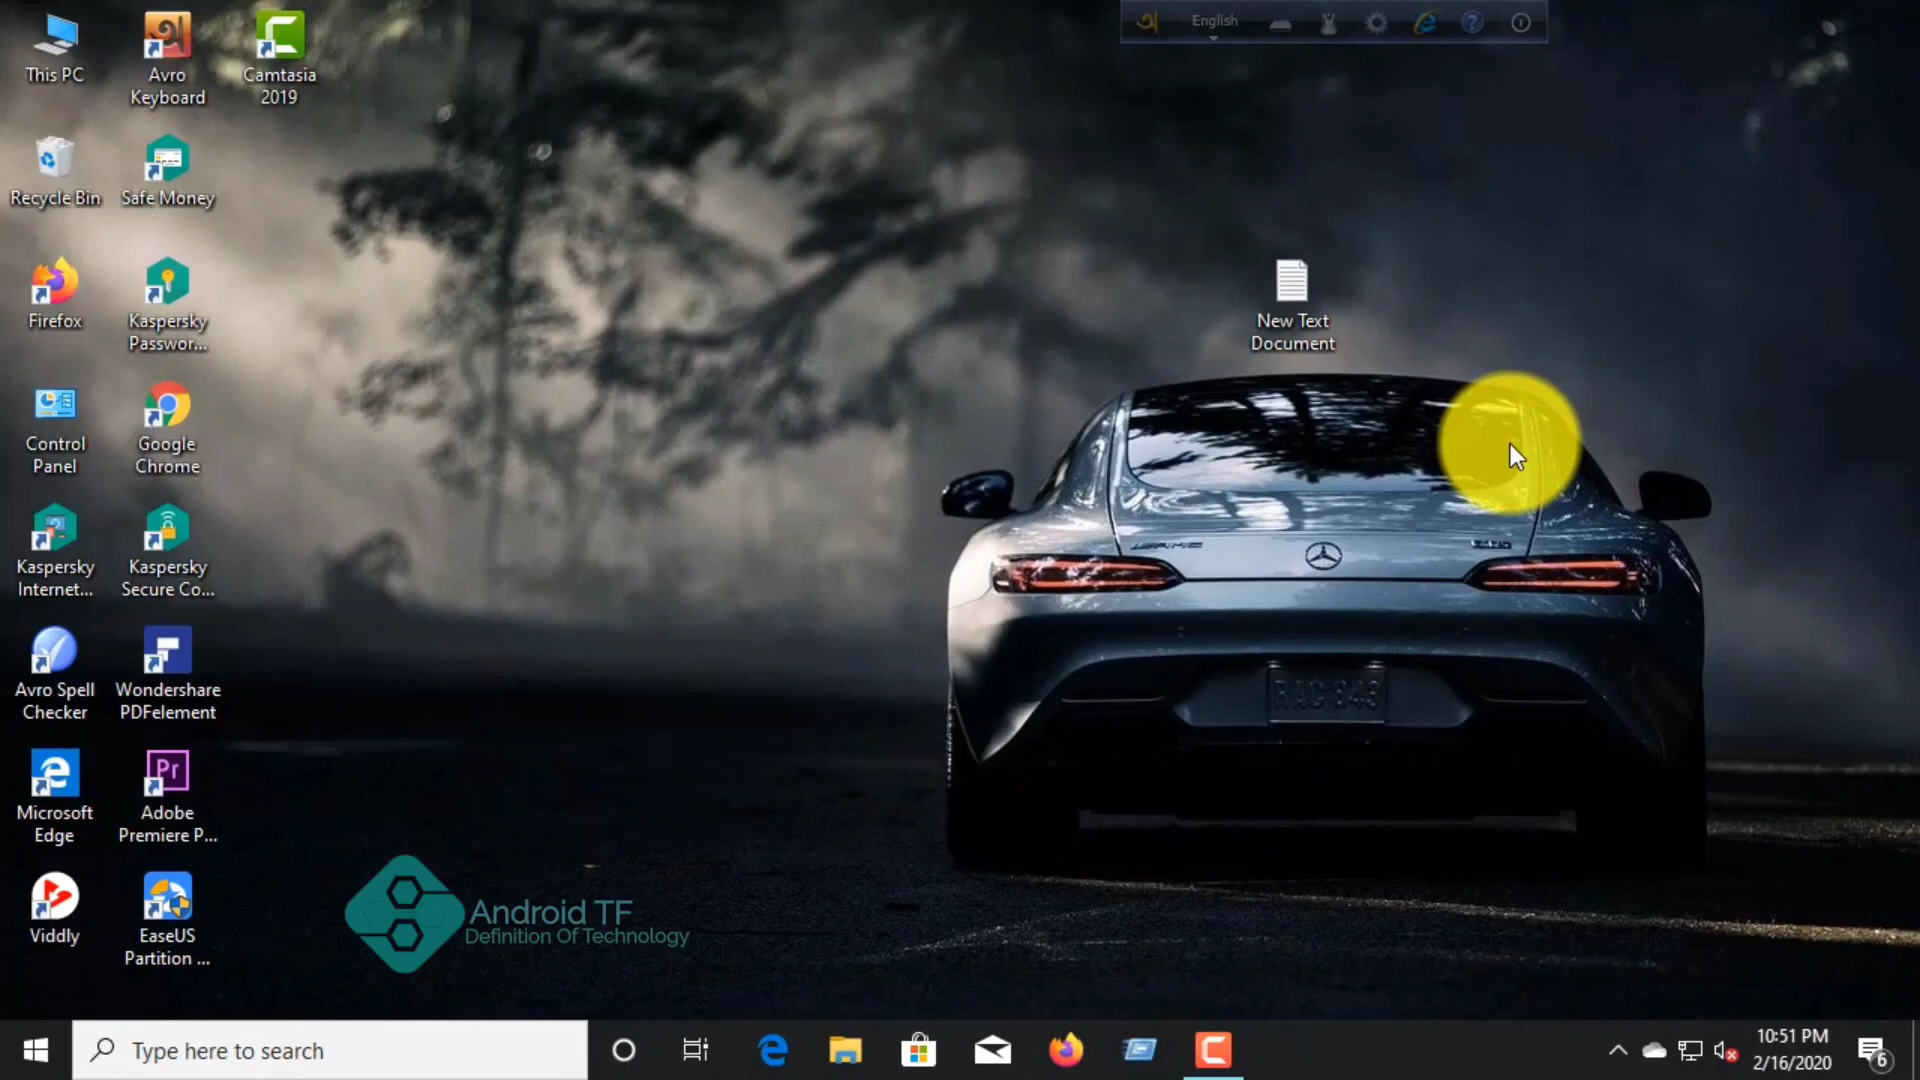 English
This PC
Avro
Keyboard
Camtasia
2019
Recycle Bin
Safe Money
Firefox
Kaspersky
Passwor...
New Text
Document
Control
Panel
Google
Chrome
Kaspersky
Internet...
Kaspersky
Secure Co...
Avro Spell
Checker
Wondershare
PDFelement
Microsoft
Edge
Pr
Adobe
Premiere P...
Viddly
EaseUS
Partition ...
Android TF
Definition Of Technology
Type here to search
10:51 PM
2/16/2020
6